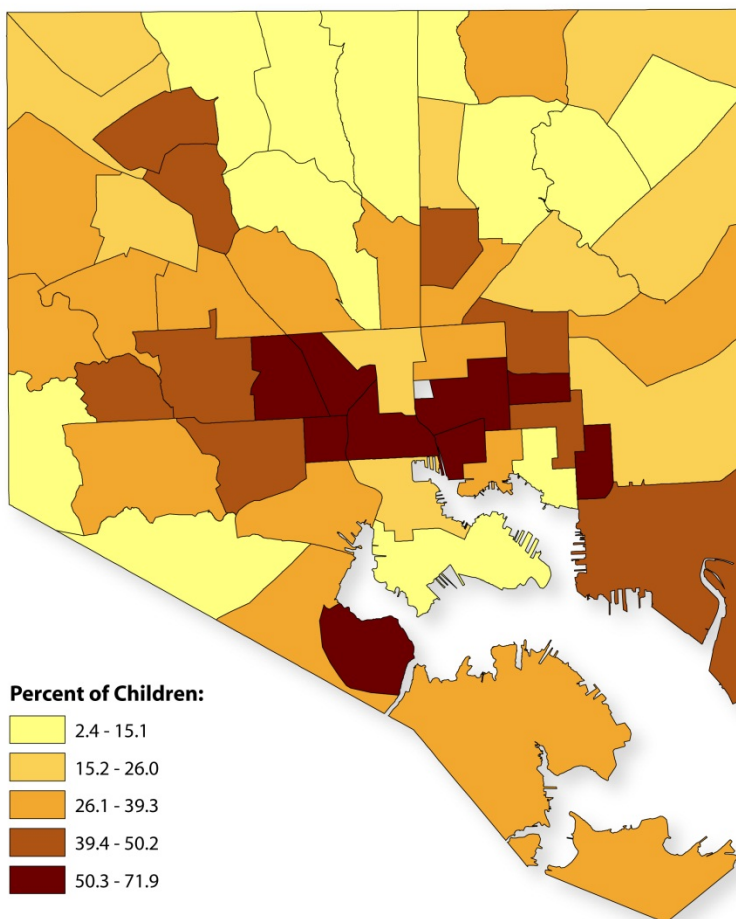 Percent of Children:
2.4 - 15.1
15.2 - 26.0
26.1 - 39.3
39.4 - 50.2
50.3 - 71.9